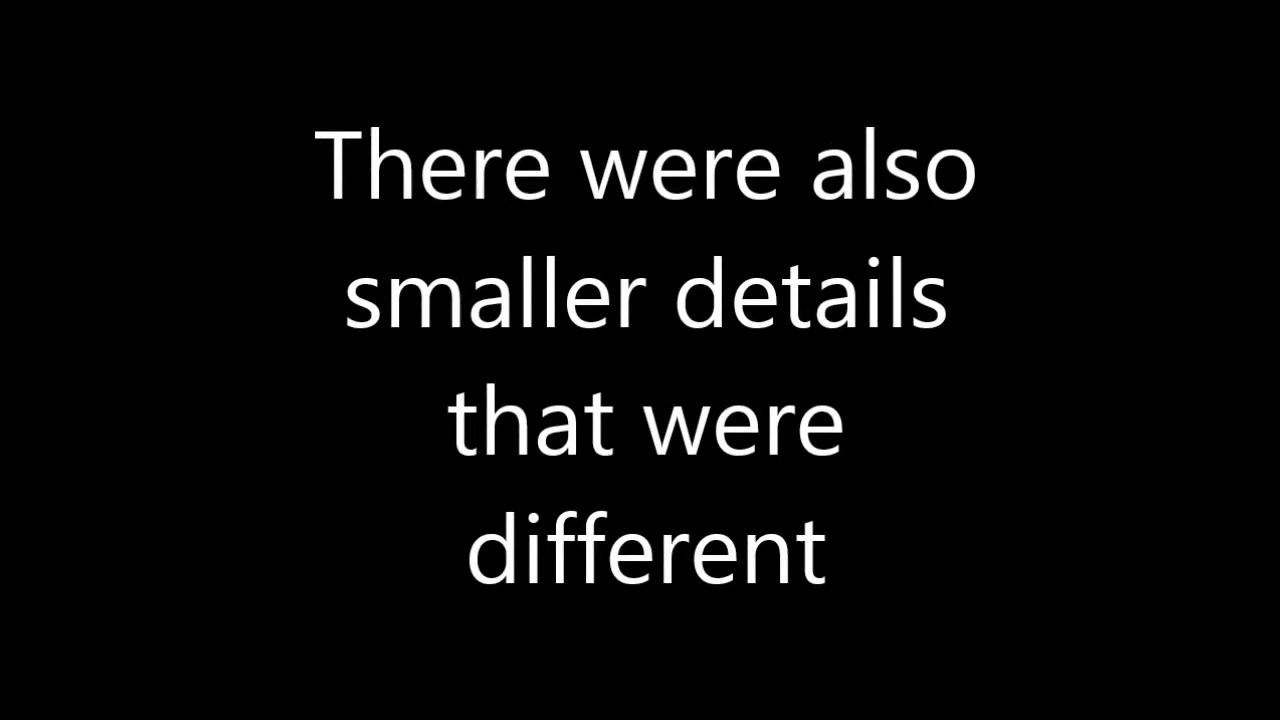 There were also
smaller details
that were
different